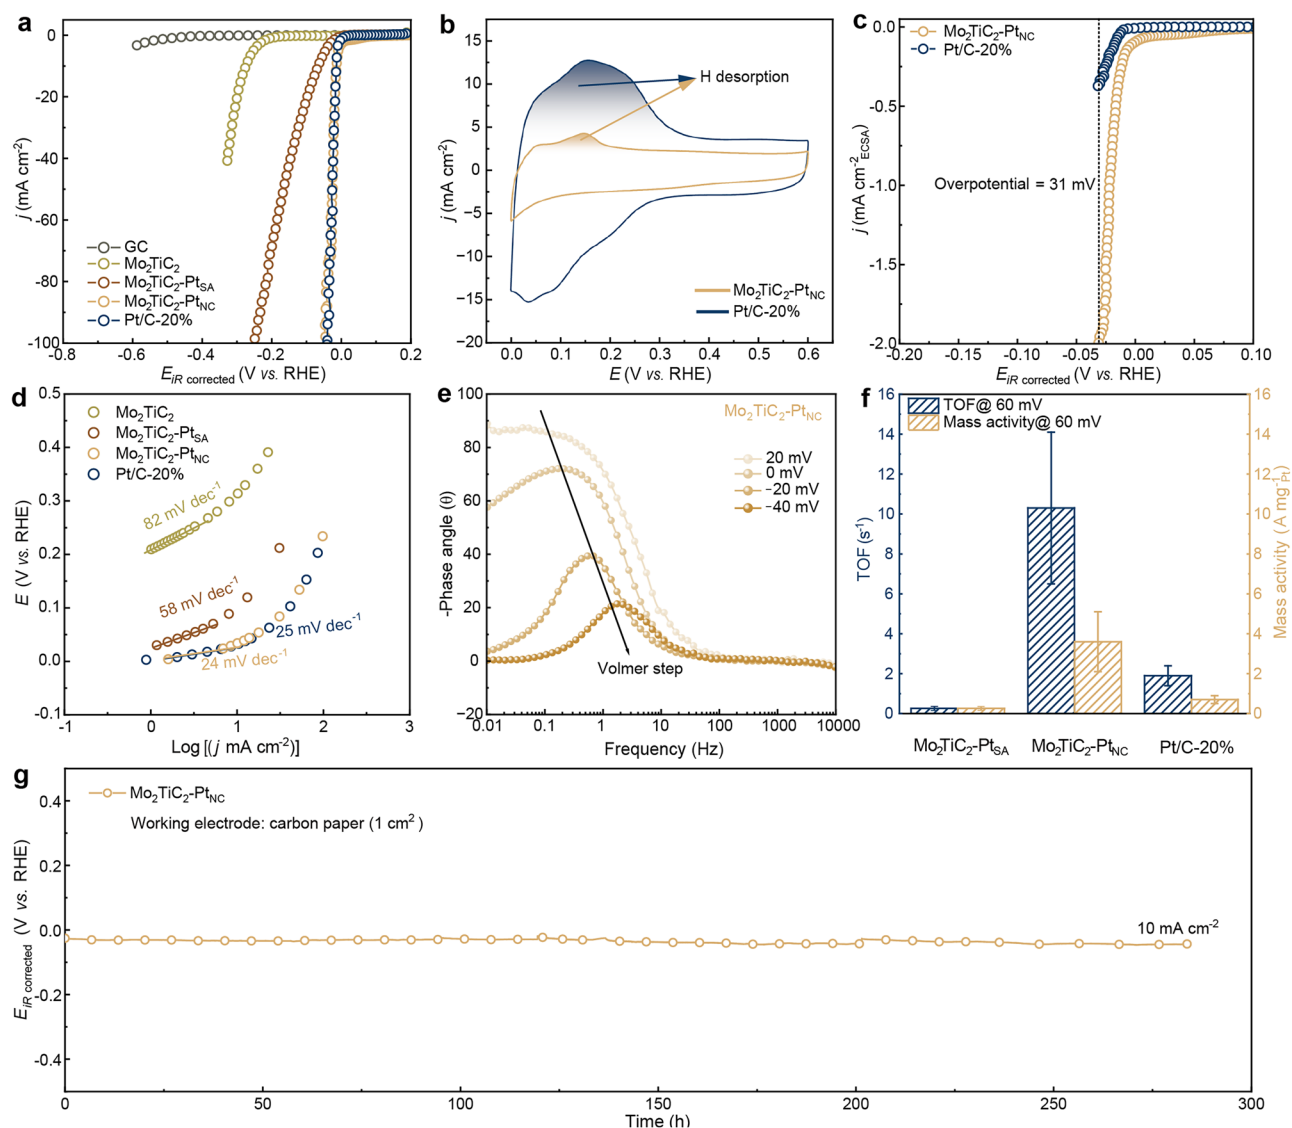 a
0
-20
-40
-60
-80
-100
j (mA cm-2)
GC
Mo2TiC2
Mo2TiC2-PtSA
Mo2TiC2-PtNC
Pt/C-20%
-0.8
-0.6
-0.4
-0.2
0.0
0.2
EiR corrected (V vs. RHE)
b
15
10
5
0
-5
-10
-15
-20
j (mA cm-2)
H desorption
Mo2TiC2-PtNC
Pt/C-20%
0.0
0.1
0.2
0.3
0.4
0.5
0.6
E (V vs. RHE)
c
0.0
-0.5
-1.0
-1.5
-2.0
j (mA cm-2ECSA)
Mo2TiC2-PtNC
Pt/C-20%
Overpotential = 31 mV
-0.20
-0.15
-0.10
-0.05
0.00
0.05
0.10
EiR corrected (V vs. RHE)
d
0.5
0.4
0.3
0.2
0.1
0.0
-0.1
E (V vs. RHE)
Mo2TiC2
Mo2TiC2-PtSA
Mo2TiC2-PtNC
Pt/C-20%
82 mV dec-1
58 mV dec-1
25 mV dec-1
24 mV dec-1
-1
0
1
2
3
Log [(j mA cm-2)]
e
100
80
60
40
20
0
-20
-Phase angle (θ)
Mo2TiC2-PtNC
20 mV
0 mV
-20 mV
-40 mV
Volmer step
0.01
0.1
1
10
100
1000
10000
Frequency (Hz)
f
16
14
12
10
8
6
4
2
0
TOF (s-1)
TOF@ 60 mV
Mass activity@ 60 mV
16
14
12
10
8
6
4
2
0
Mass activity (A mg-1Pt)
Mo2TiC2-PtSA
Mo2TiC2-PtNC
Pt/C-20%
g
0.4
0.2
0.0
-0.2
-0.4
EiR corrected (V vs. RHE)
Mo2TiC2-PtNC
Working electrode: carbon paper (1 cm2 )
10 mA cm-2
0
50
100
150
200
250
300
Time (h)